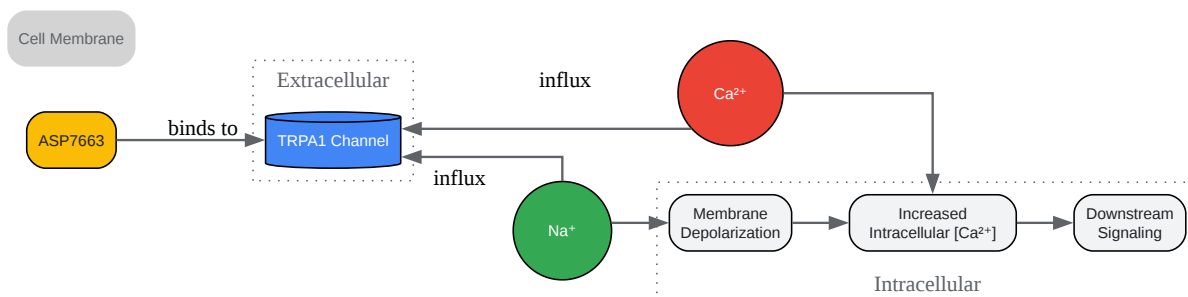 Cell Membrane
Extracellular
ASP7663
binds to
TRPA1 Channel
influx
Ca²⁺
influx
Na⁺
Membrane
Depolarization
Increased
Intracellular [Ca²⁺]
Downstream
Signaling
Intracellular